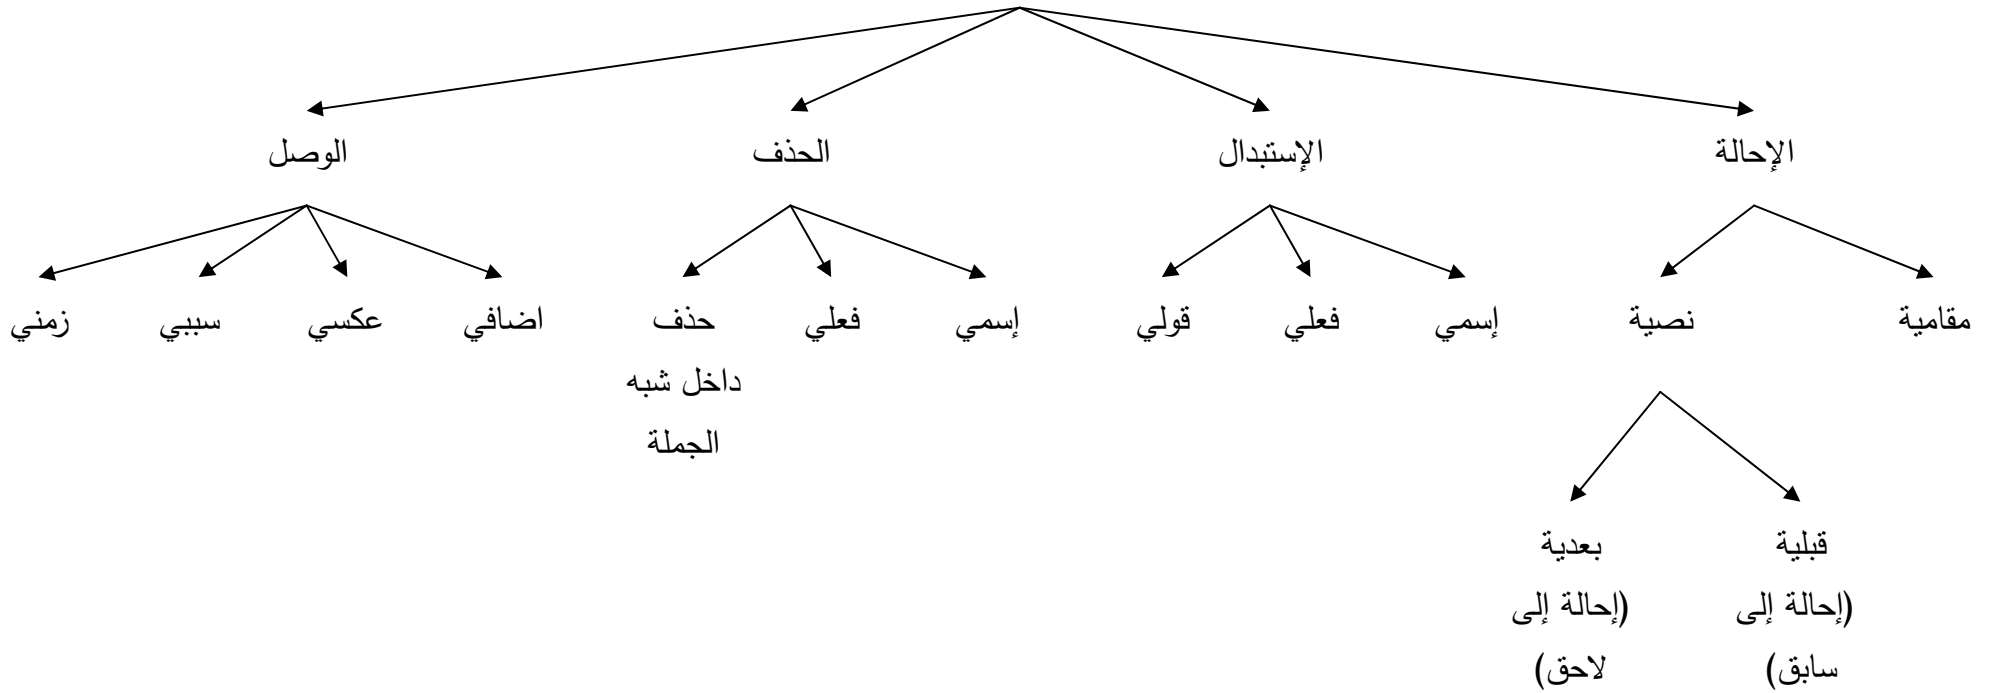 الإحالة
الإستبدال
الحذف
الوصل
مقامية
نصية
إسمي
فعلي
قولي
إسمي
فعلي
حذف
داخل شبه
الجملة
اضافي
عكسي
سببي
زمني
قبلية
(إحالة إلى
سابق)
بعدية
(إحالة إلى
لاحق)